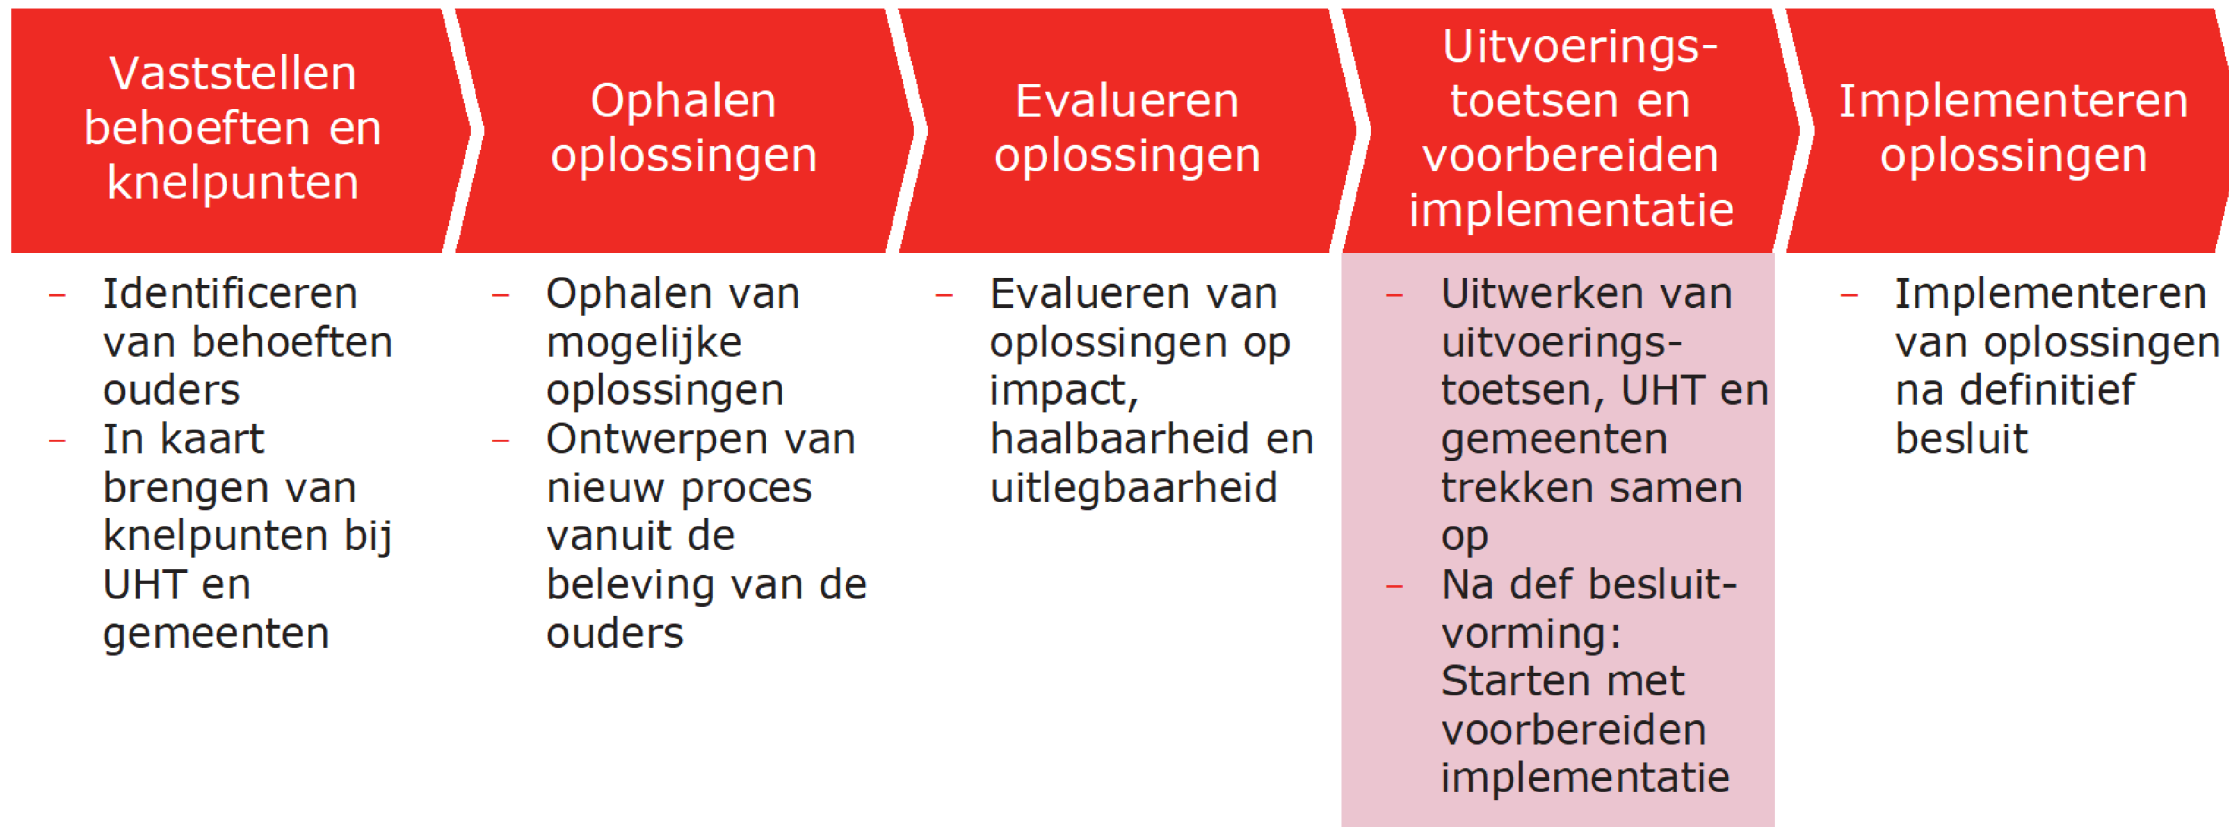 Vaststellen
behoeften en
knelpunten
Ophalen
oplossingen
Evalueren
oplossingen
Uitvoerings-
toetsen en
voorbereiden
implementatie
Implementeren
oplossingen
– Identificeren
van behoeften
ouders
– In kaart
brengen van
knelpunten bij
UHT en
gemeenten
– Ophalen van
mogelijke
oplossingen
– Ontwerpen van
nieuw proces
vanuit de
beleving van de
ouders
– Evalueren van
oplossingen op
impact,
haalbaarheid en
uitlegbaarheid
– Uitwerken van
uitvoerings-
toetsen, UHT en
gemeenten
trekken samen
op
– Na def besluit-
vorming:
Starten met
voorbereiden
implementatie
– Implementeren
van oplossingen
na definitief
besluit